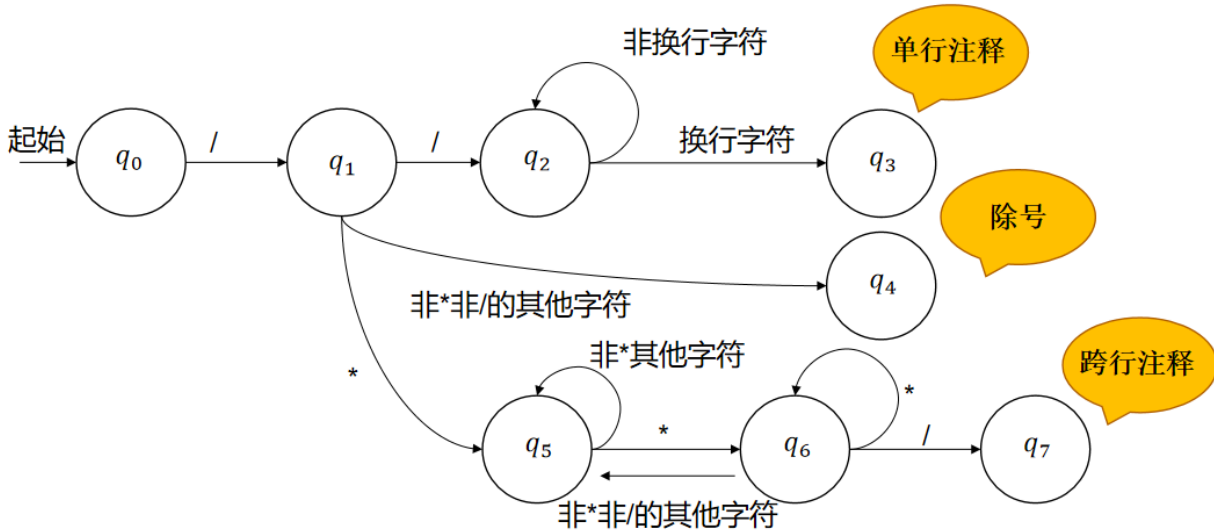 非换行字符
单行注释
起始
/
/
换行字符
q₀
q₁
q₂
q₃
除号
q₄
非*非/的其他字符
非*其他字符
跨行注释
*
*
*
/
q₅
q₆
q₇
非*非/的其他字符